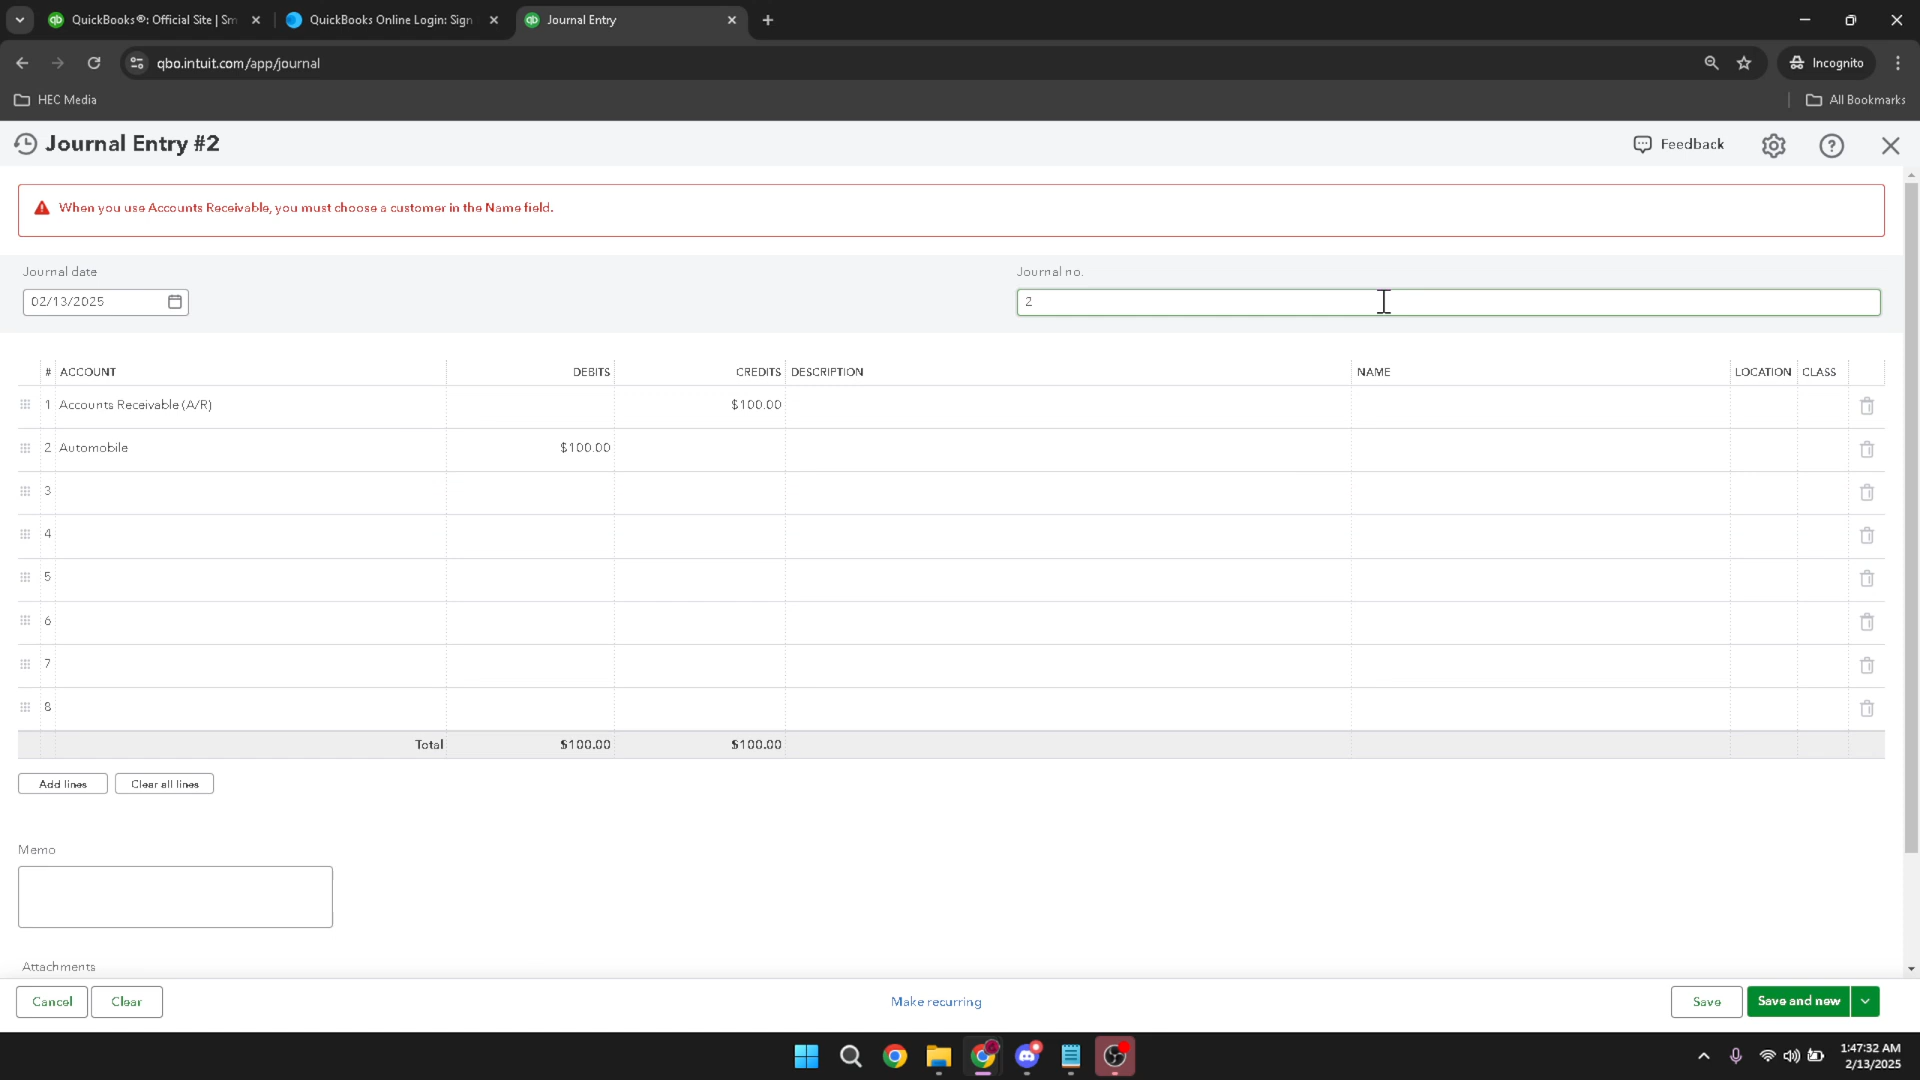 QuickBooks®: Official Site | Sm
QuickBooks Online Login: Sign
Journal Entry
qbo.intuit.com/app/journal
Incognito
HEC Media
All Bookmarks
Journal Entry #2
Feedback
When you use Accounts Receivable, you must choose a customer in the Name field.
Journal date
Journal no.
02/13/2025
2
# ACCOUNT DEBITS CREDITS DESCRIPTION NAME LOCATION CLASS
1 Accounts Receivable (A/R) $100.00
2 Automobile $100.00
3
4
5
6
7
8
Total $100.00 $100.00
Add lines Clear all lines
Memo
Attachments
Cancel Clear Make recurring Save Save and new
1:47:32 AM
2/13/2025